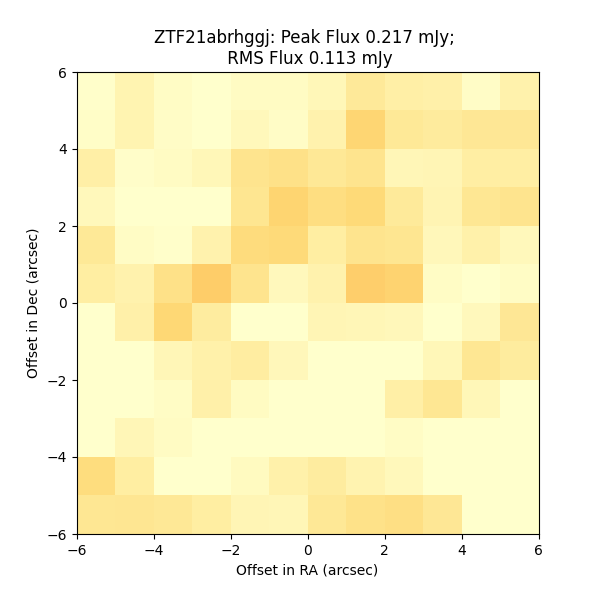 ZTF21abrhggj: Peak Flux 0.217 mJy;
RMS Flux 0.113 mJy
6
4
2
0
−2
−4
−6
Offset in Dec (arcsec)
−6 −4 −2 0 2 4 6
Offset in RA (arcsec)